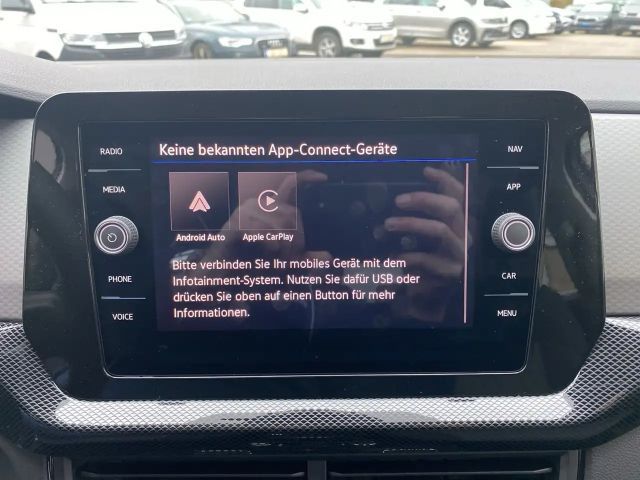 Keine bekannten App-Connect-Geräte
RADIO
MEDIA
PHONE
VOICE
Android Auto
Apple CarPlay
Bitte verbinden Sie Ihr mobiles Gerät mit dem
Infotainment-System. Nutzen Sie dafür USB oder
drücken Sie oben auf einen Button für mehr
Informationen.
NAV
APP
CAR
MENU